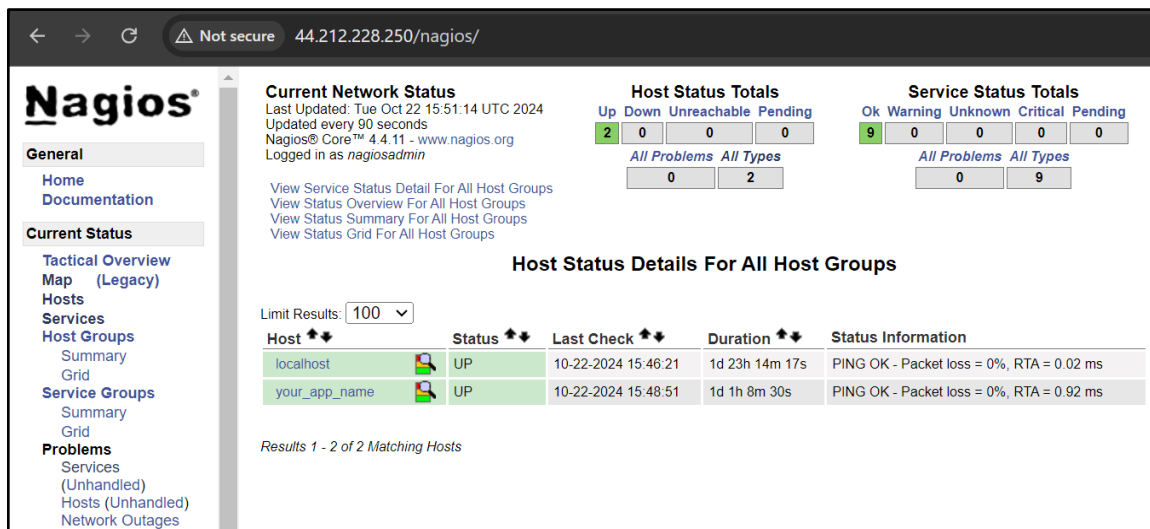 Not secure 44.212.228.250/nagios/
Nagios®
General
Home
Documentation
Current Status
Tactical Overview
Map (Legacy)
Hosts
Services
Host Groups
Summary
Grid
Service Groups
Summary
Grid
Problems
Services
(Unhandled)
Hosts (Unhandled)
Network Outages
Current Network Status
Last Updated: Tue Oct 22 15:51:14 UTC 2024
Updated every 90 seconds
Nagios® Core™ 4.4.11 - www.nagios.org
Logged in as nagiosadmin
View Service Status Detail For All Host Groups
View Status Overview For All Host Groups
View Status Summary For All Host Groups
View Status Grid For All Host Groups
Host Status Totals
Up Down Unreachable Pending
2 0 0 0
All Problems All Types
0 2
Service Status Totals
Ok Warning Unknown Critical Pending
9 0 0 0 0
All Problems All Types
0 9
Host Status Details For All Host Groups
Limit Results: 100
Host Status Last Check Duration Status Information
localhost UP 10-22-2024 15:46:21 1d 23h 14m 17s PING OK - Packet loss = 0%, RTA = 0.02 ms
your_app_name UP 10-22-2024 15:48:51 1d 1h 8m 30s PING OK - Packet loss = 0%, RTA = 0.92 ms
Results 1 - 2 of 2 Matching Hosts